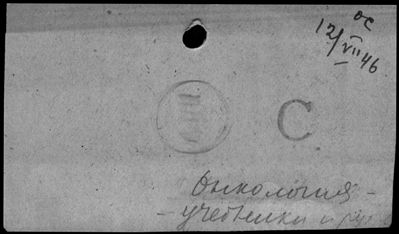 ос
12/VII 46
С
Онкология -
- учебники и